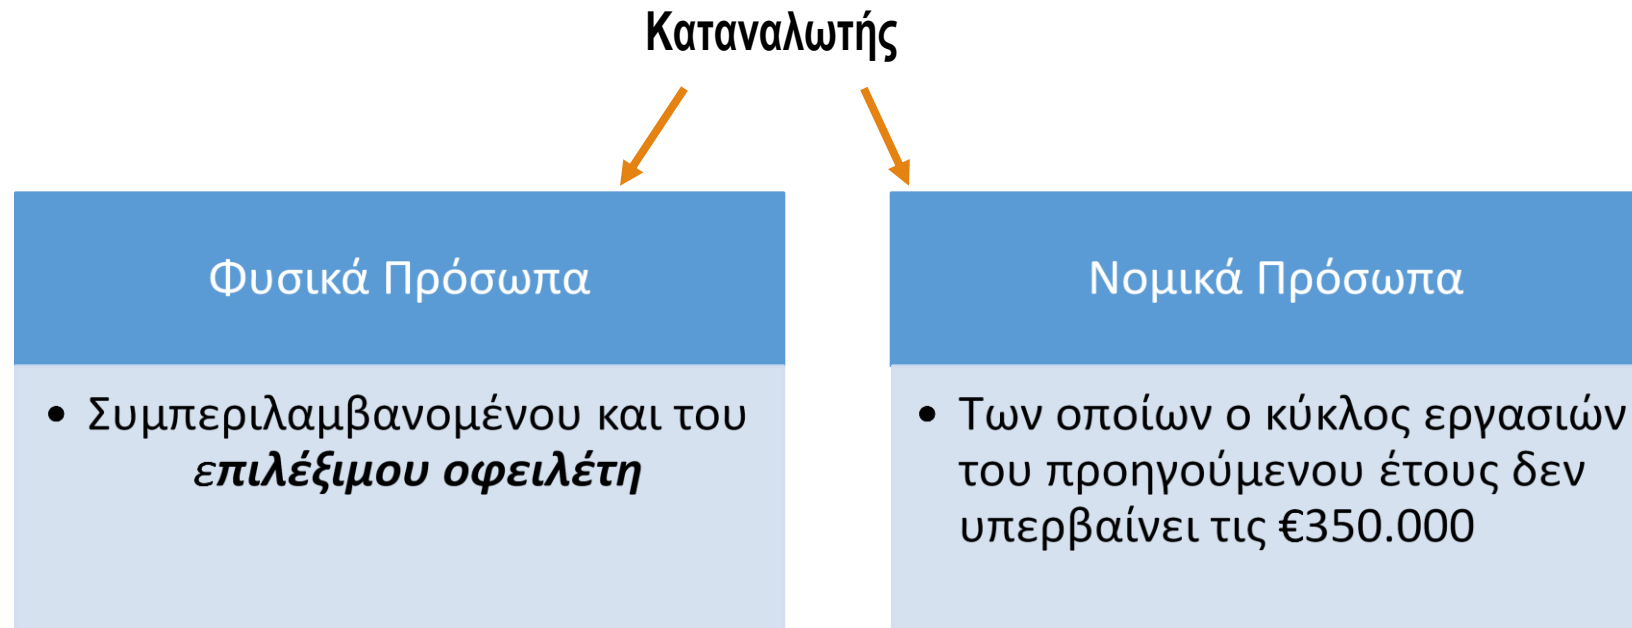 Καταναλωτής
Φυσικά Πρόσωπα
• Συμπεριλαμβανομένου και του
επιλέξιμου οφειλέτη
Νομικά Πρόσωπα
• Των οποίων ο κύκλος εργασιών
του προηγούμενου έτους δεν
υπερβαίνει τις €350.000